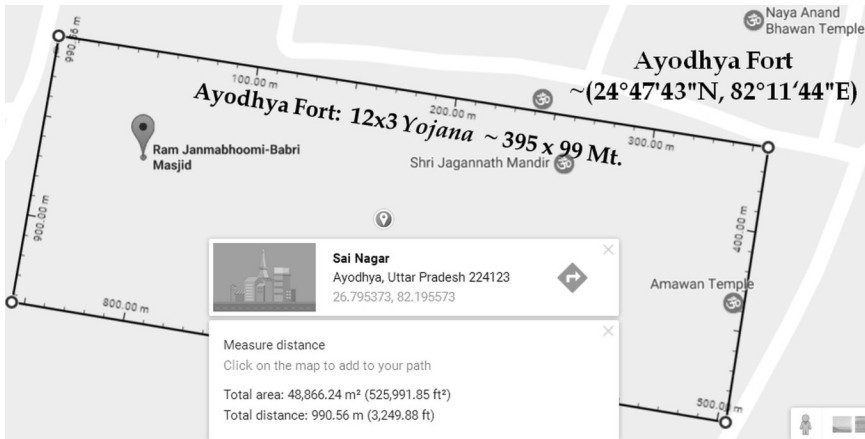 Naya Anand
Bhawan Temple
Ayodhya Fort
~(24°47'43"N, 82°11‘44"E)
990.56 m
100.00 m
200.00 m
300.00 m
Ayodhya Fort: 12x3 Yojana ~ 395 x 99 Mt.
Ram Janmabhoomi-Babri
Masjid
Shri Jagannath Mandir
900.00 m
400.00 m
Sai Nagar
Ayodhya, Uttar Pradesh 224123
26.795373, 82.195573
Amawan Temple
800.00 m
Measure distance
Click on the map to add to your path
Total area: 48,866.24 m² (525,991.85 ft²)
Total distance: 990.56 m (3,249.88 ft)
500.00 m